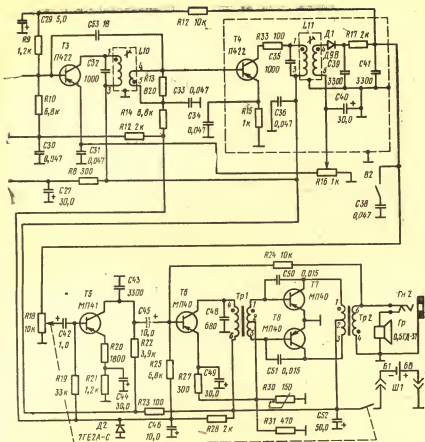 C29 5,0
C53 18
R12 10к
R9
1,2к
T3
П422
L10
C32
1000
R13
820
R10
6,8к
R14 6,8к
R12 2к
C33 0,047
C34
0,047
T4
П422
R33 100
C35
1000
L11
Д1
Д9В
R17 2к
C39
3300
C41
3300
C36
0,047
C40
30,0
R15
1к
C30
0,047
C31
0,047
R8 300
C21
30,0
R16 1к
B2
C38
0,047
R24 10к
C43
3300
C50 0,015
R18
10к
C42
1,0
T5
МП41
C45
10,0
T6
МП40
C48
680
Тр1
T7
МП40
T8
МП40
Тр2
Гн2
Гр
0,5ГД-37
R20
1800
R22
3,9к
R25
6,8к
R27
300
C49
30,0
C51 0,015
Б1
6В
Ш1
R19
33к
R21 1,2к
C44
30,0
R23 100
R30 150
Д2
7ГЕ2А-С
C46
10,0
R28 2к
R31 470
C52
50,0